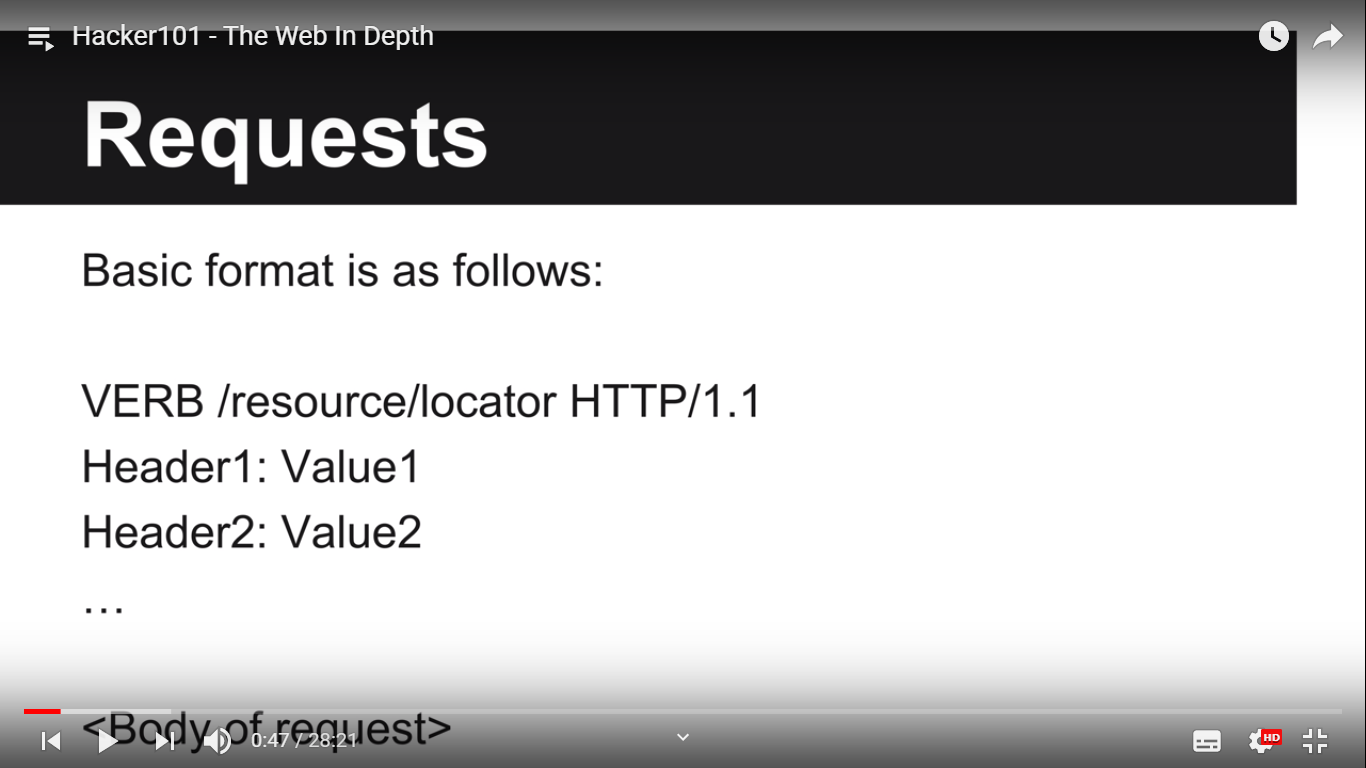 Hacker101 - The Web In Depth
Requests
Basic format is as follows:
VERB /resource/locator HTTP/1.1
Header1: Value1
Header2: Value2
…
<Body of request>
0:47 / 28:21
HD